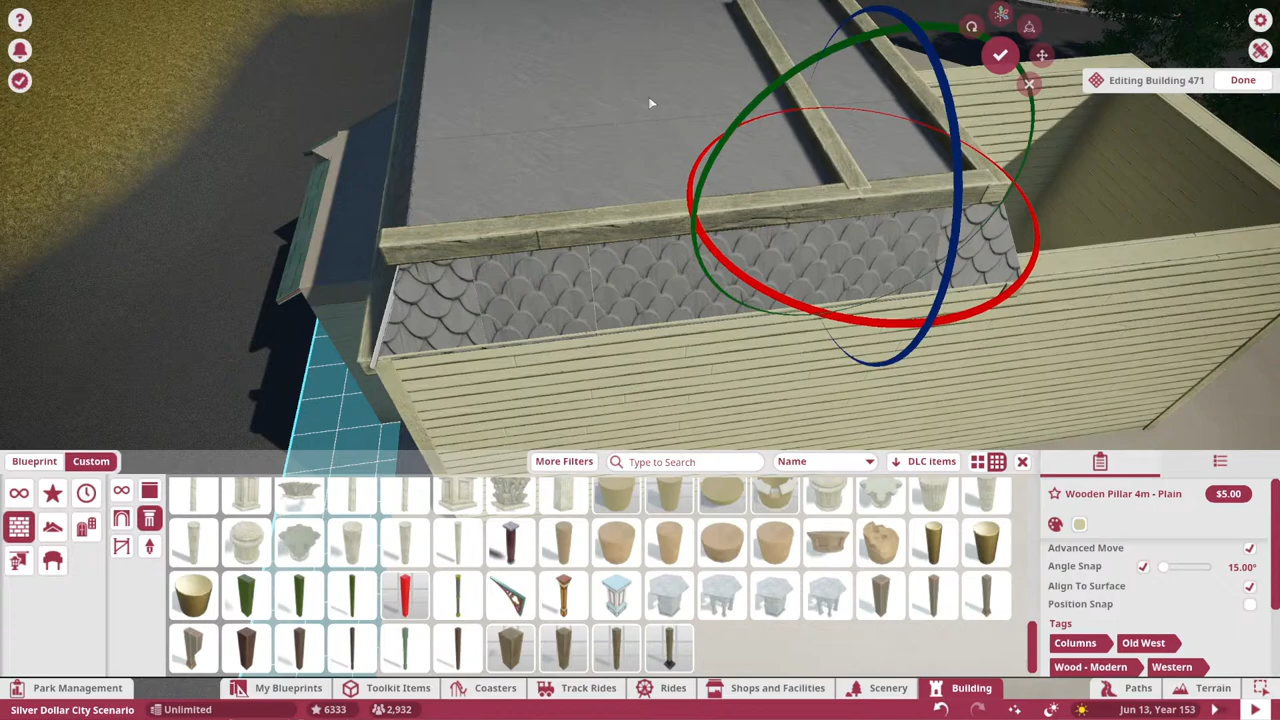 Editing Building 471
Done
Blueprint
Custom
More Filters
Type to Search
Name
DLC items
Wooden Pillar 4m - Plain
$5.00
Advanced Move
Angle Snap
15.00°
Align To Surface
Position Snap
Tags
Columns
Old West
Wood - Modern
Western
Park Management
My Blueprints
Toolkit Items
Coasters
Track Rides
Rides
Shops and Facilities
Scenery
Building
Paths
Terrain
Silver Dollar City Scenario
Unlimited
6333
2,932
Jun 13, Year 153